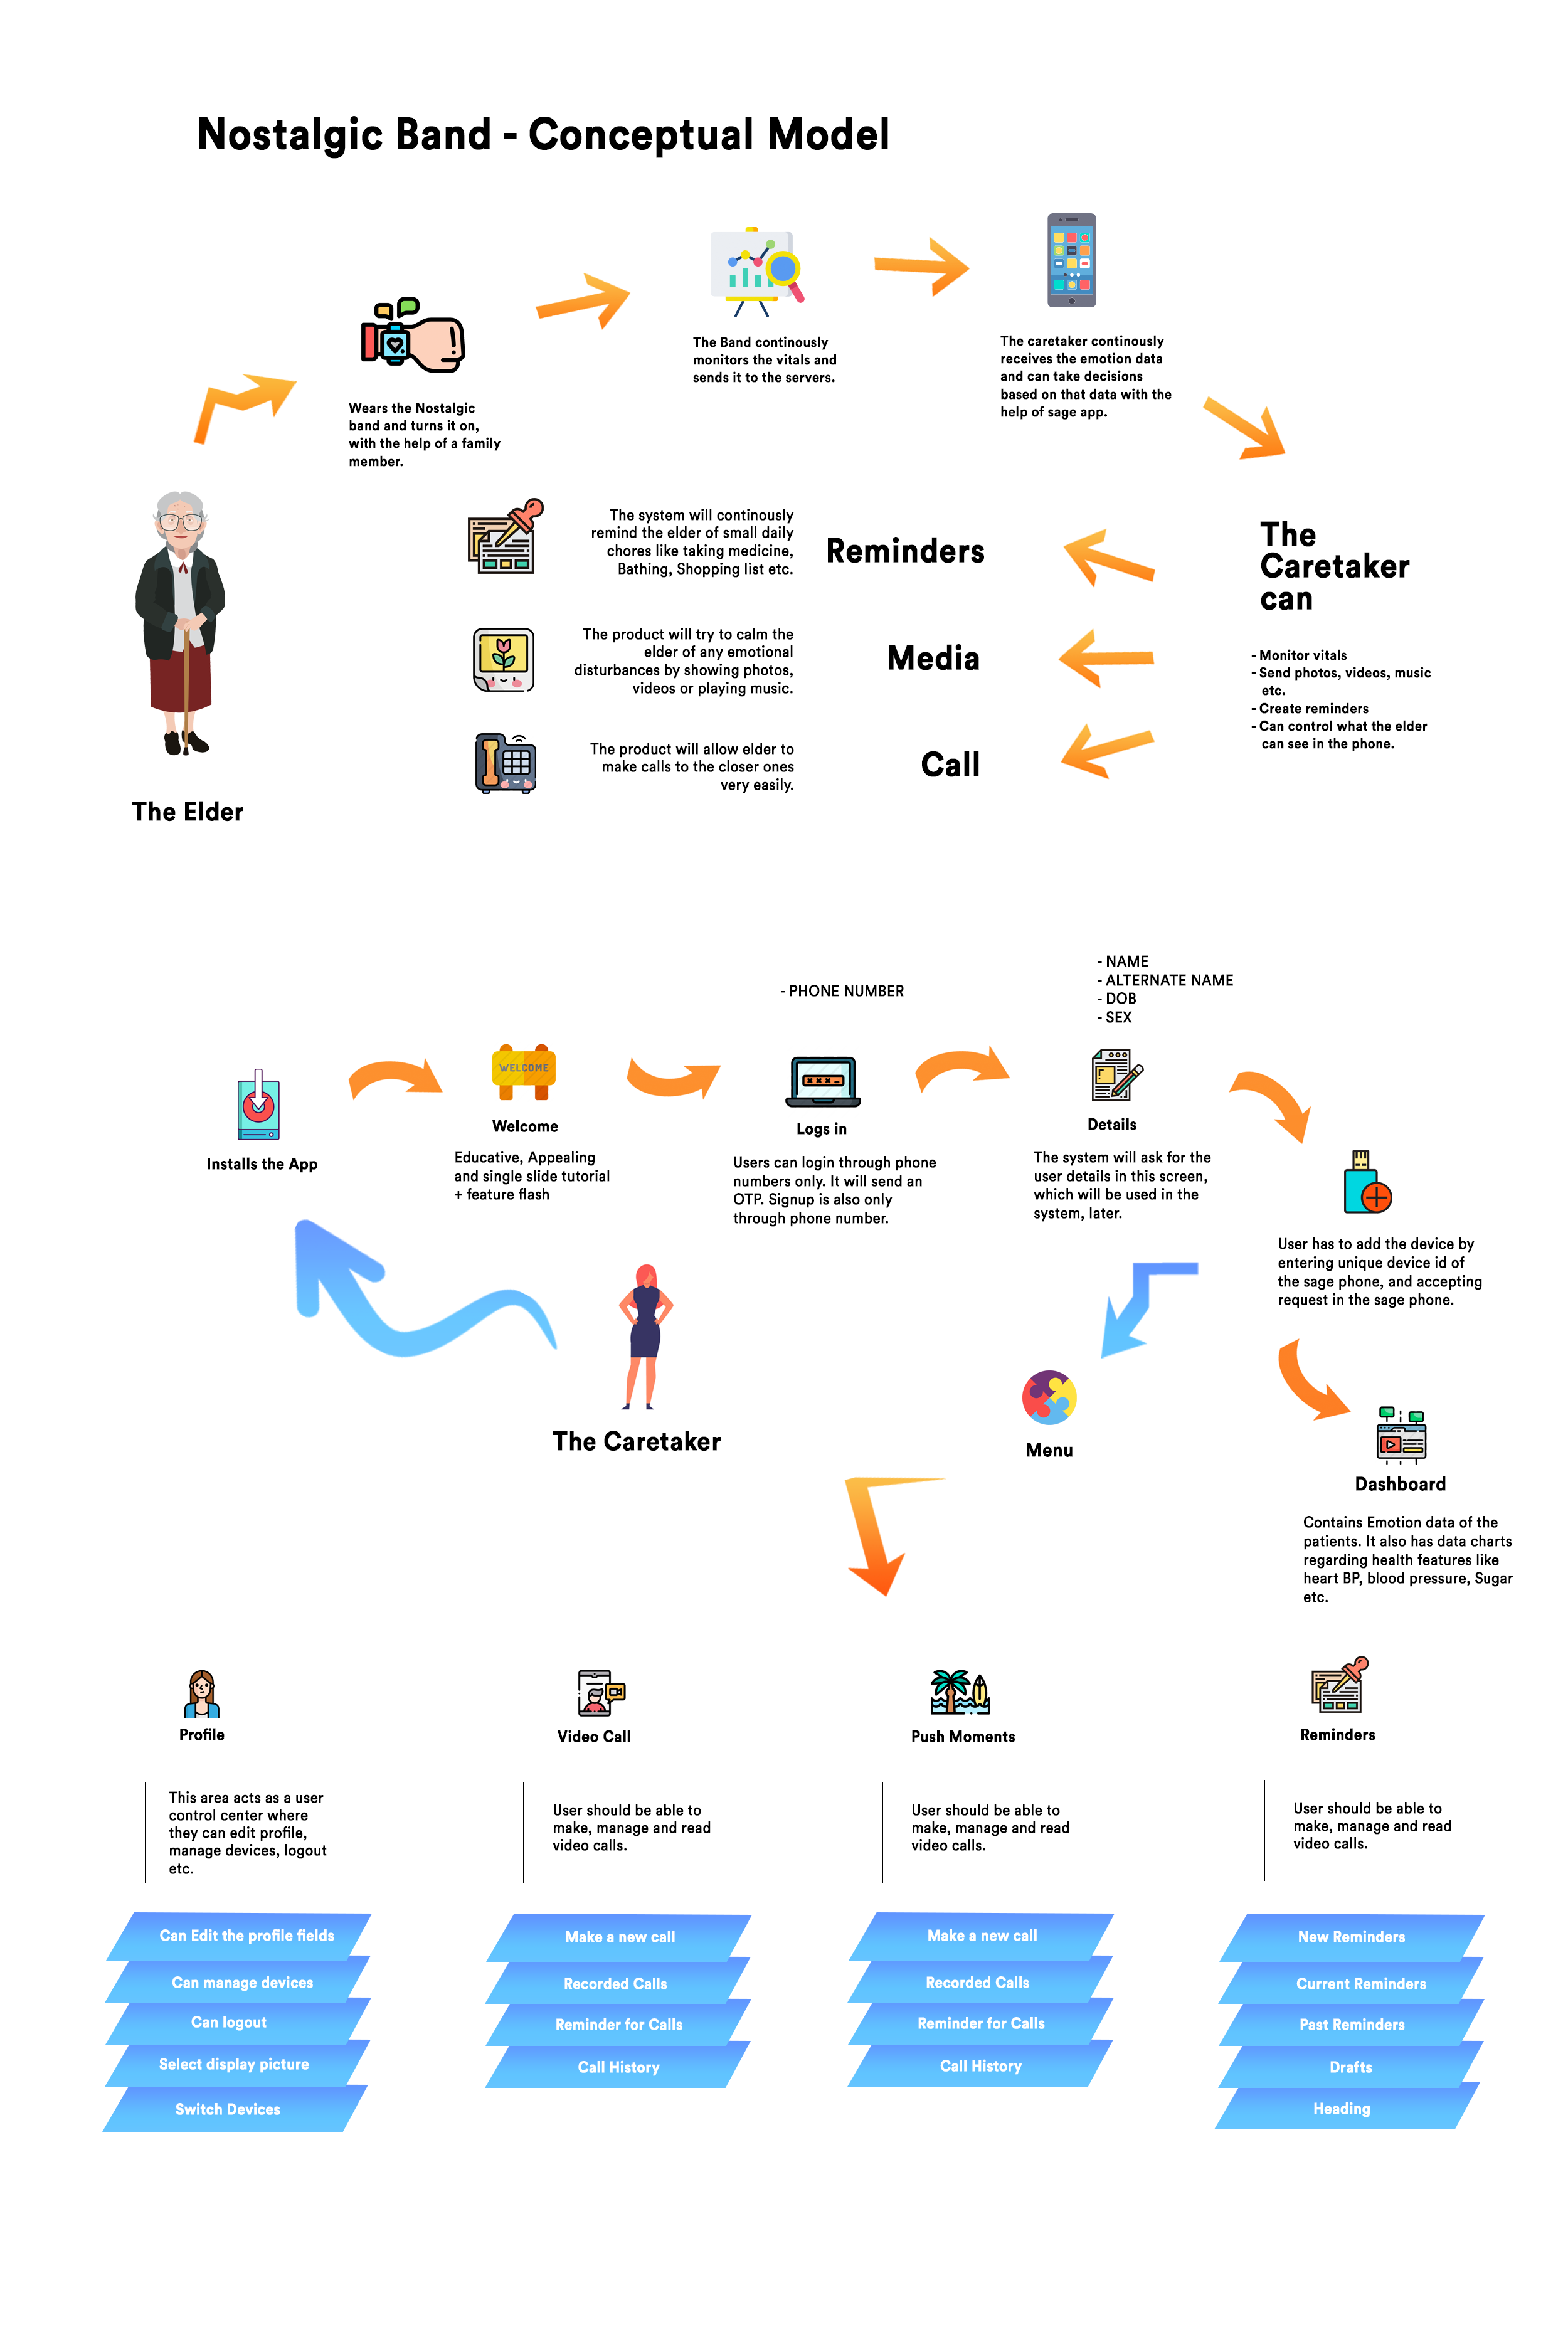 Nostalgic Band - Conceptual Model
Wears the Nostalgic
band and turns it on,
with the help of a family
member.
The Band continously
monitors the vitals and
sends it to the servers.
The caretaker continously
receives the emotion data
and can take decisions
based on that data with the
help of sage app.
The Elder
The system will continously
remind the elder of small daily
chores like taking medicine,
Bathing, Shopping list etc.
Reminders
The product will try to calm the
elder of any emotional
disturbances by showing photos,
videos or playing music.
Media
The product will allow elder to
make calls to the closer ones
very easily.
Call
The
Caretaker
can
- Monitor vitals
- Send photos, videos, music
etc.
- Create reminders
- Can control what the elder
can see in the phone.
Installs the App
WELCOME
Welcome
Educative, Appealing
and single slide tutorial
+ feature flash
- PHONE NUMBER
Logs in
Users can login through phone
numbers only. It will send an
OTP. Signup is also only
through phone number.
- NAME
- ALTERNATE NAME
- DOB
- SEX
Details
The system will ask for the
user details in this screen,
which will be used in the
system, later.
User has to add the device by
entering unique device id of
the sage phone, and accepting
request in the sage phone.
The Caretaker
Menu
Dashboard
Contains Emotion data of the
patients. It also has data charts
regarding health features like
heart BP, blood pressure, Sugar
etc.
Profile
This area acts as a user
control center where
they can edit profile,
manage devices, logout
etc.
Can Edit the profile fields
Can manage devices
Can logout
Select display picture
Switch Devices
Video Call
User should be able to
make, manage and read
video calls.
Make a new call
Recorded Calls
Reminder for Calls
Call History
Push Moments
User should be able to
make, manage and read
video calls.
Make a new call
Recorded Calls
Reminder for Calls
Call History
Reminders
User should be able to
make, manage and read
video calls.
New Reminders
Current Reminders
Past Reminders
Drafts
Heading